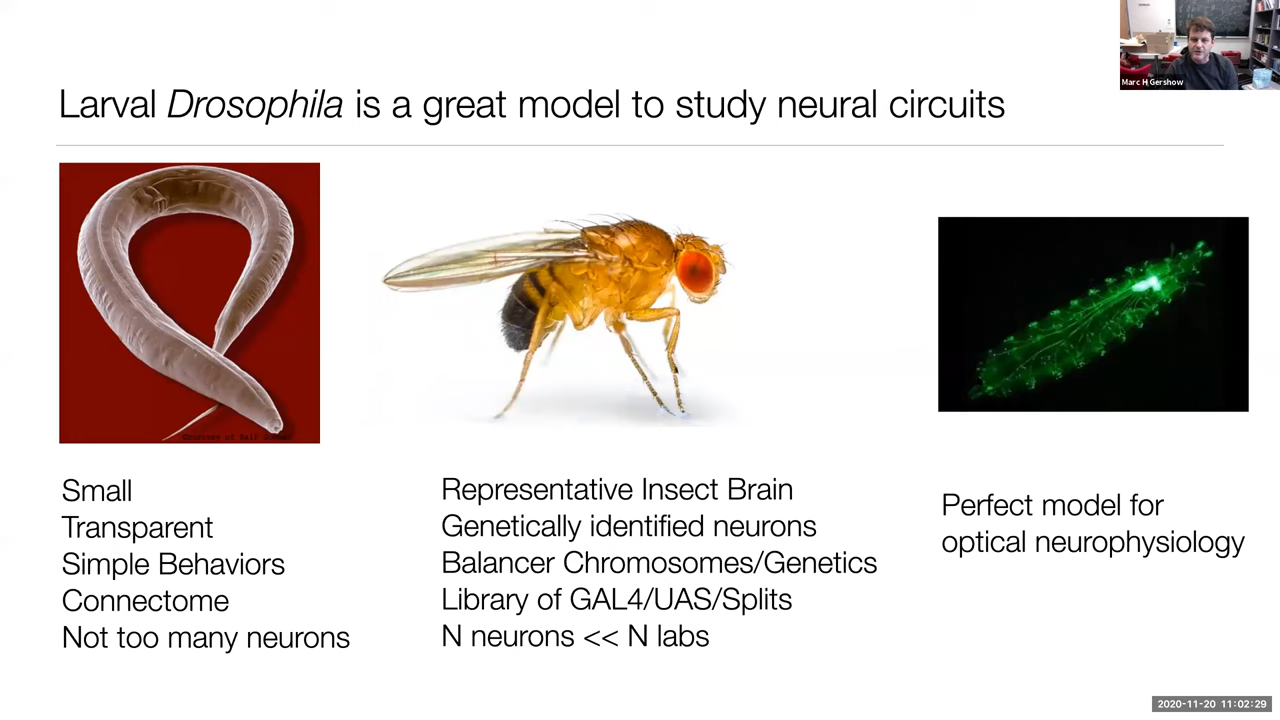 Marc H Gershow
Larval Drosophila is a great model to study neural circuits
Small
Transparent
Simple Behaviors
Connectome
Not too many neurons
Representative Insect Brain
Genetically identified neurons
Balancer Chromosomes/Genetics
Library of GAL4/UAS/Splits
N neurons << N labs
Perfect model for
optical neurophysiology
2020-11-20 11:02:29